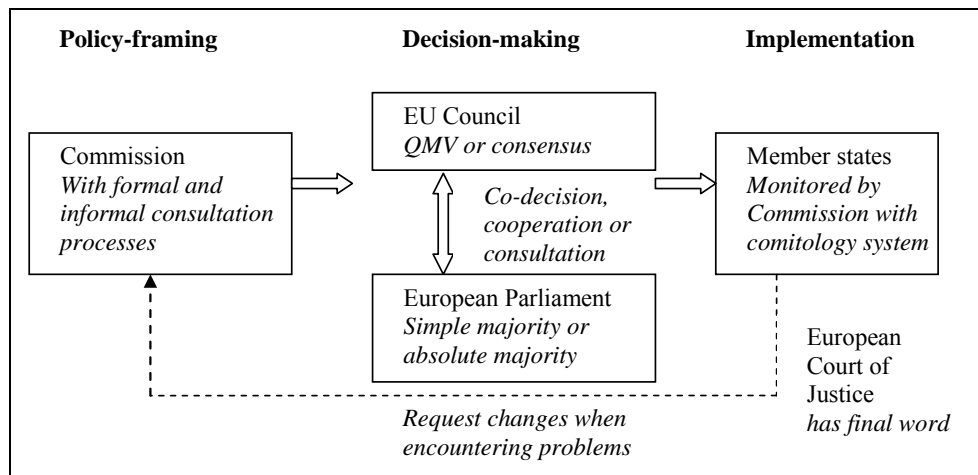 Policy-framing
Decision-making
Implementation
Commission
With formal and
informal consultation
processes
EU Council
QMV or consensus
Co-decision,
cooperation or
consultation
European Parliament
Simple majority or
absolute majority
Member states
Monitored by
Commission with
comitology system
European
Court of
Justice
has final word
Request changes when
encountering problems